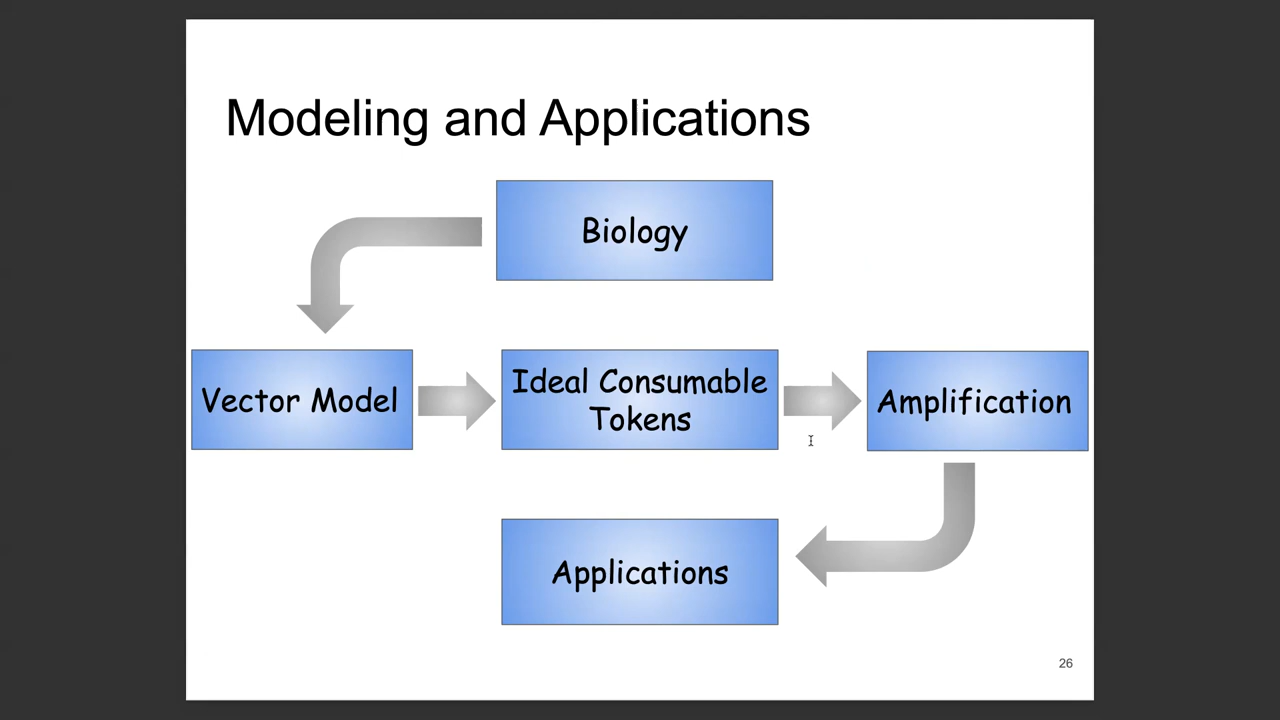 Modeling and Applications
Biology
Vector Model
Ideal Consumable
Tokens
Amplification
Applications
26